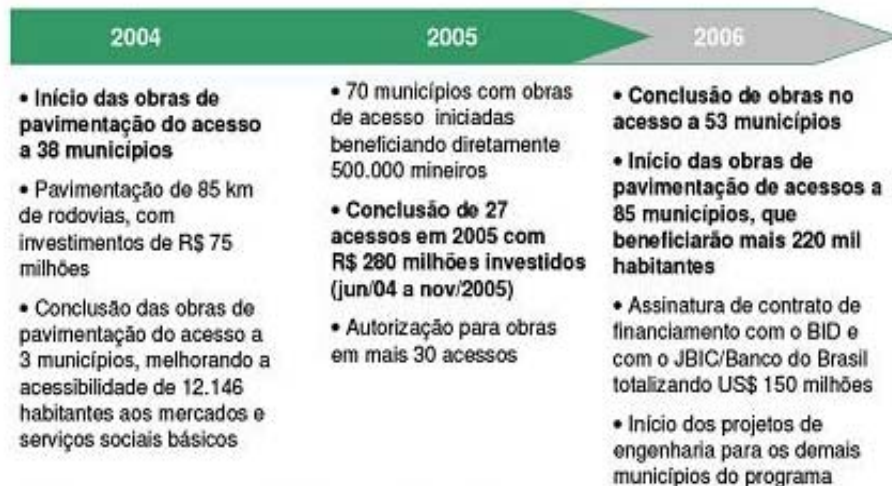 2004
2005
2006
• Início das obras de
pavimentação do acesso
a 38 municípios
• Pavimentação de 85 km
de rodovias, com
investimentos de R$ 75
milhões
• Conclusão das obras de
pavimentação do acesso a
3 municípios, melhorando a
acessibilidade de 12.146
habitantes aos mercados e
serviços sociais básicos
• 70 municípios com obras
de acesso iniciadas
beneficiando diretamente
500.000 mineiros
• Conclusão de 27
acessos em 2005 com
R$ 280 milhões investidos
(jun/04 a nov/2005)
• Autorização para obras
em mais 30 acessos
• Conclusão de obras no
acesso a 53 municípios
• Início das obras de
pavimentação de acessos a
85 municípios, que
beneficiarão mais 220 mil
habitantes
• Assinatura de contrato de
financiamento com o BID e
com o JBIC/Banco do Brasil
totalizando US$ 150 milhões
• Início dos projetos de
engenharia para os demais
municípios do programa